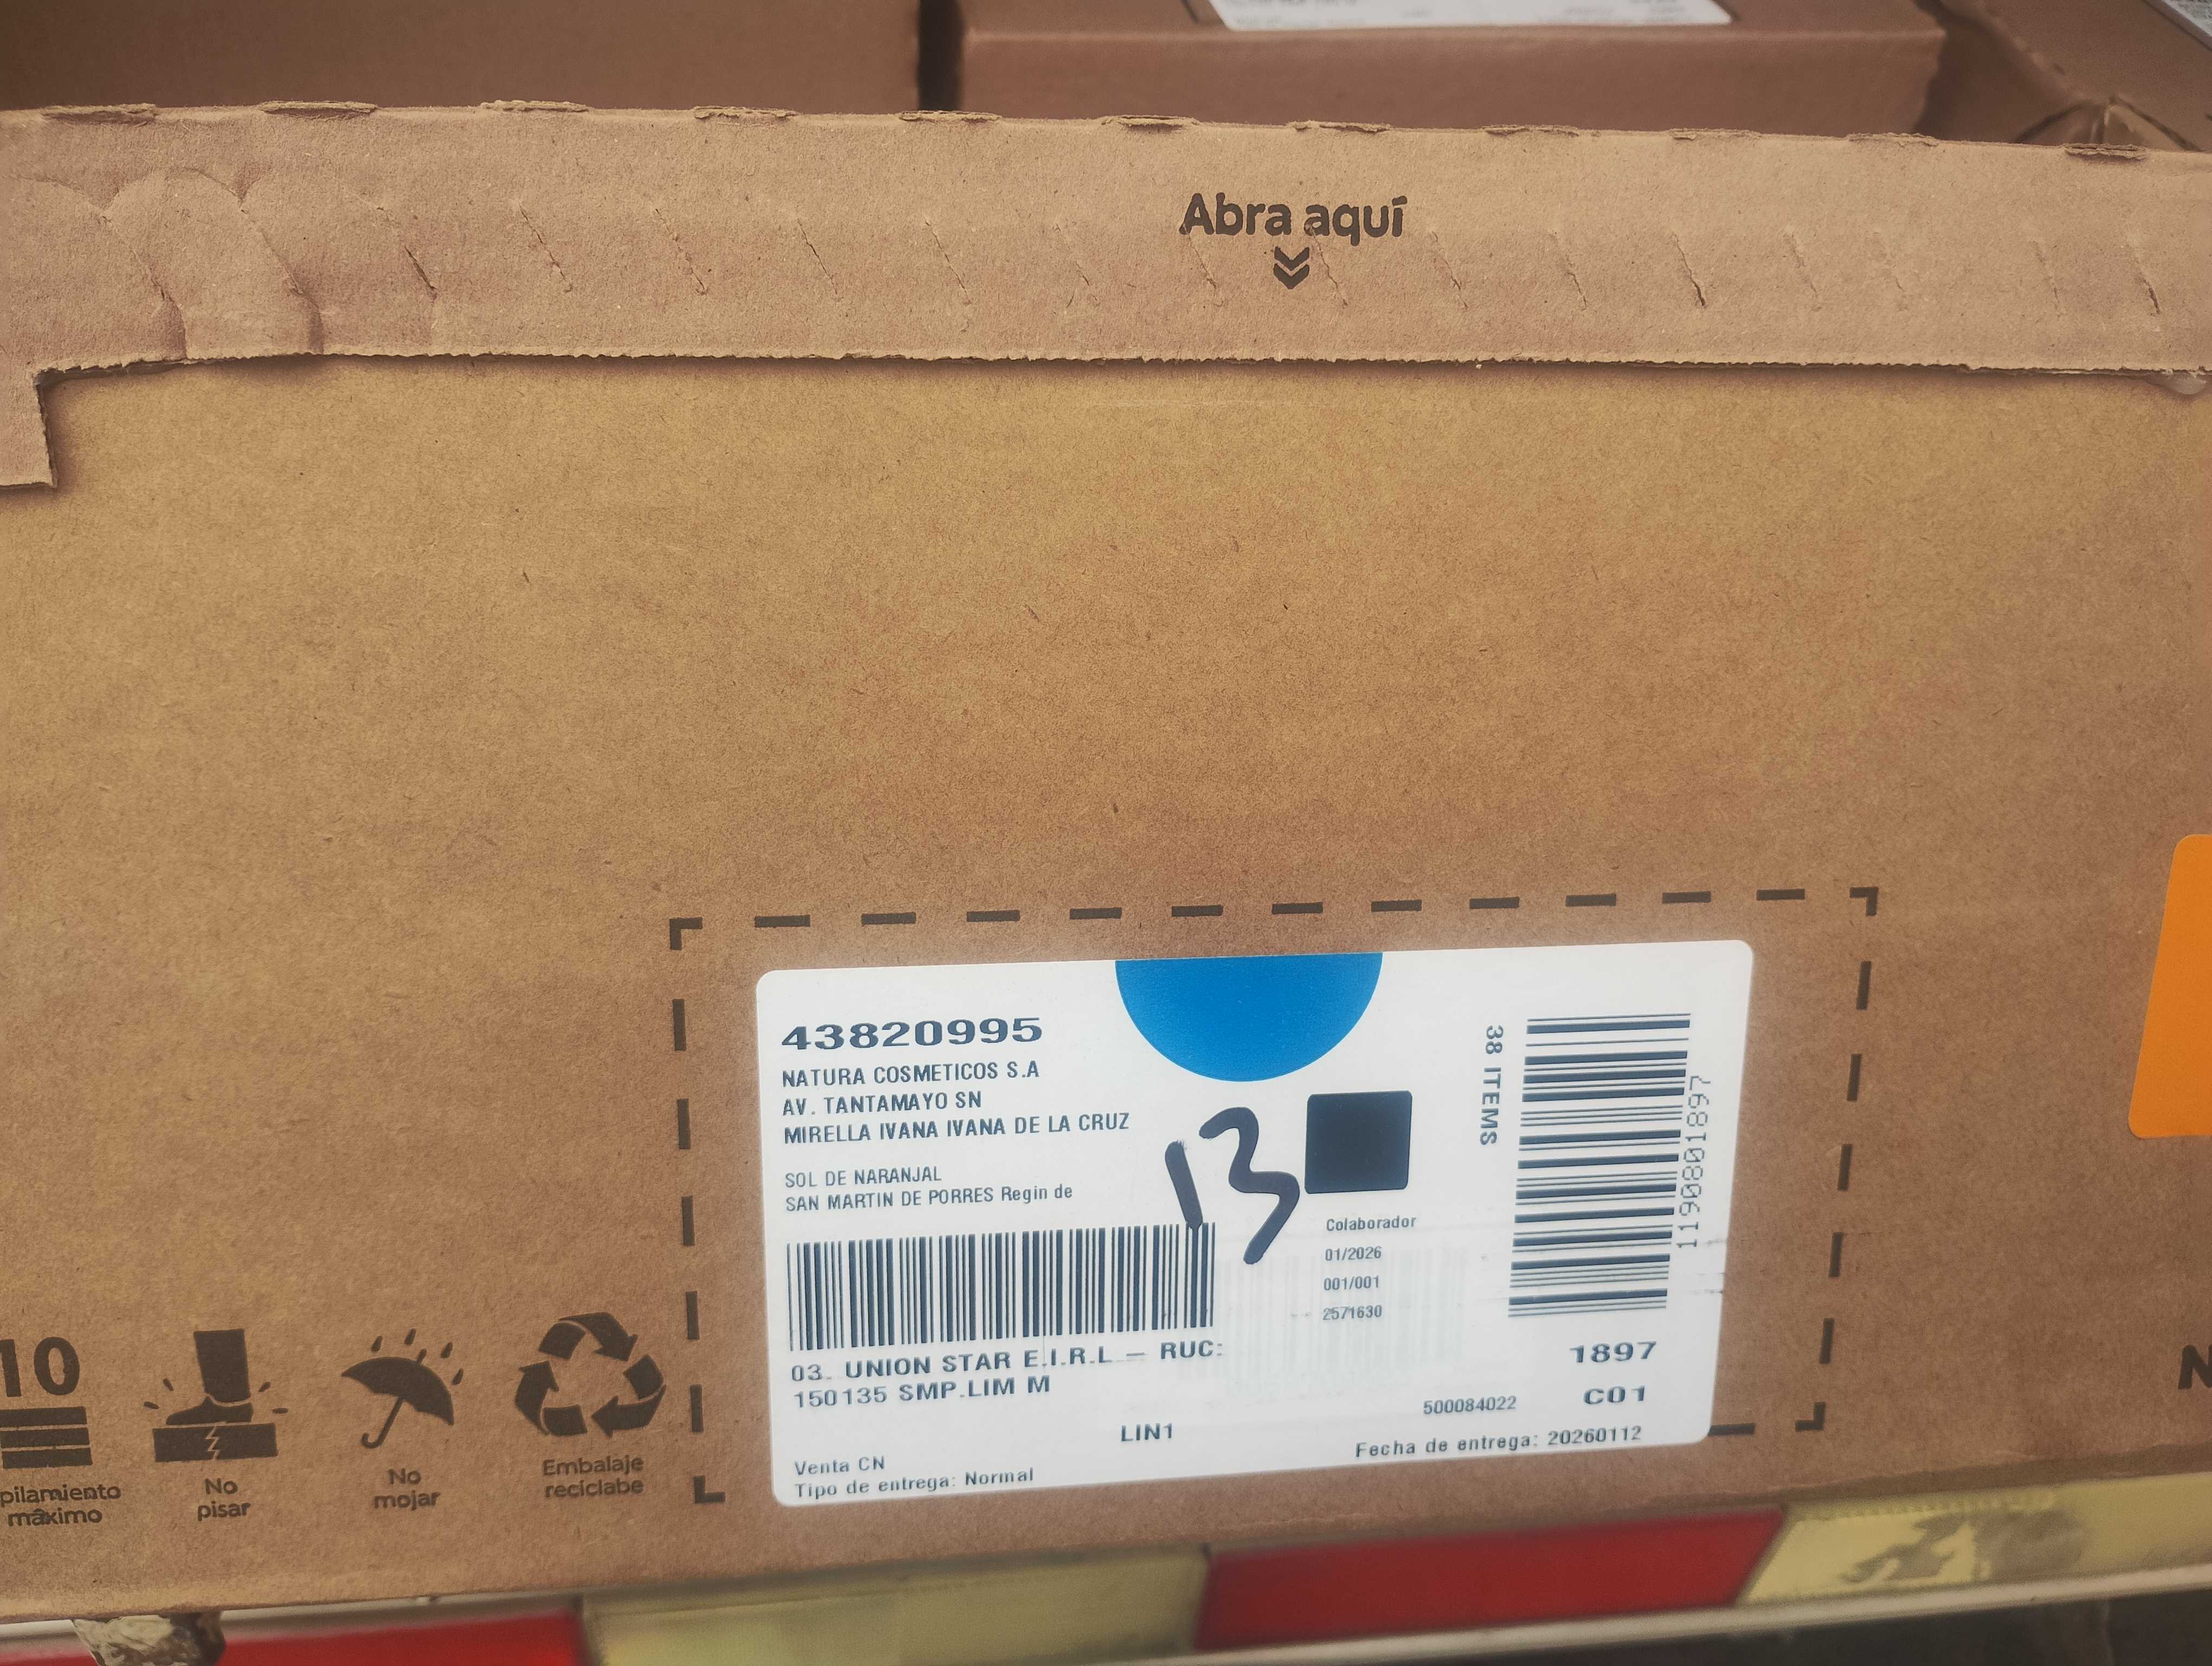 Abra aquí
43820995
NATURA COSMETICOS S.A
AV. TANTAMAYO SN
MIRELLA IVANA IVANA DE LA CRUZ
SOL DE NARANJAL
SAN MARTIN DE PORRES Regin de
13
38 ITEMS
1190801897
Colaborador
01/2026
001/001
2571630
03. UNION STAR E.I.R.L – RUC:
150135 SMP.LIM M
1897
500084022
C01
LIN1
Fecha de entrega: 20260112
Venta CN
Tipo de entrega: Normal
10
pilamiento
máximo
No
pisar
No
mojar
Embalaje
reciclabe
N